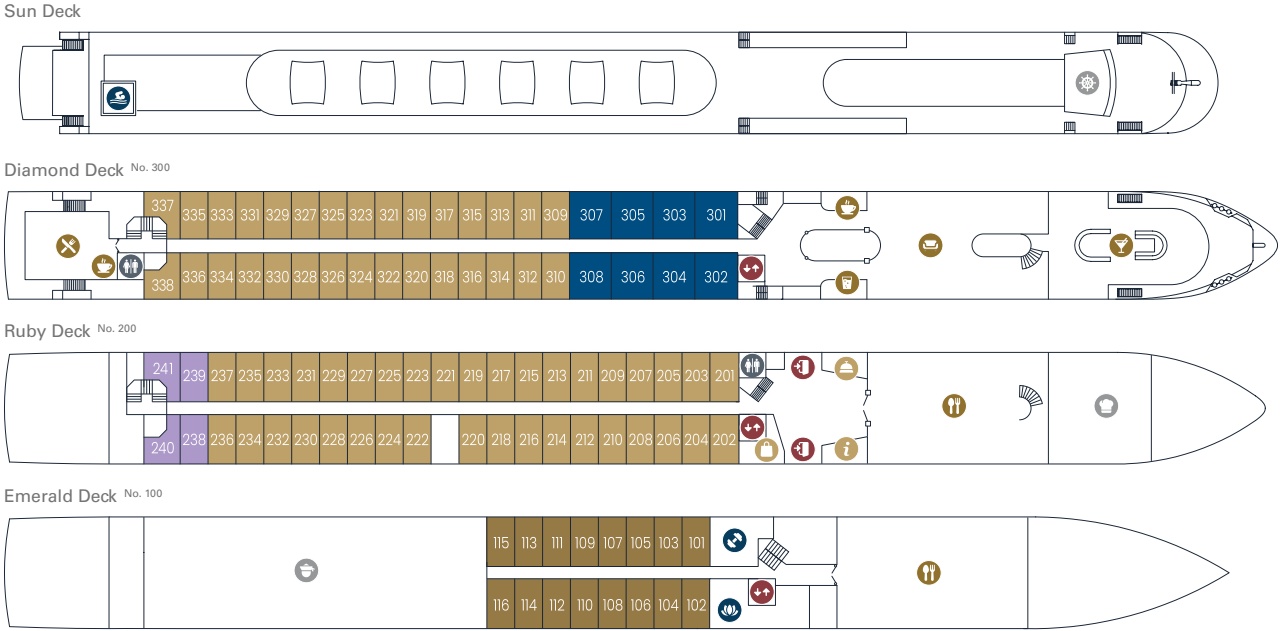 Sun Deck
Diamond Deck No. 300
337 335 333 331 329 327 325 323 321 319 317 315 313 311 309 307 305 303 301
338 336 334 332 330 328 326 324 322 320 318 316 314 312 310 308 306 304 302
Ruby Deck No. 200
241 239 237 235 233 231 229 227 225 223 221 219 217 215 213 211 209 207 205 203 201
240 238 236 234 232 230 228 226 224 222 220 218 216 214 212 210 208 206 204 202
i
Emerald Deck No. 100
115 113 111 109 107 105 103 101
116 114 112 110 108 106 104 102